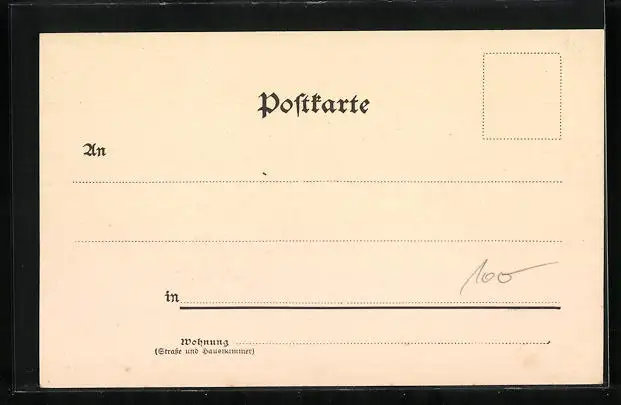 Postkarte
An
100
in
Wohnung
(Straße und Hausnummer)